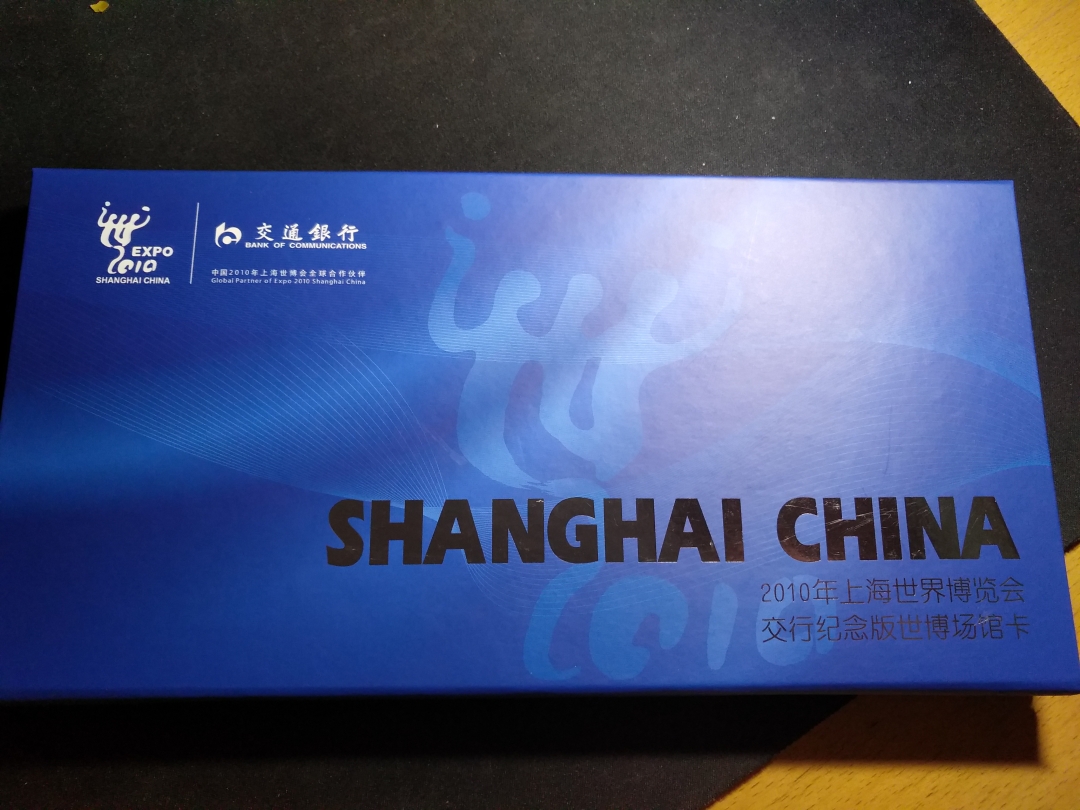 EXPO
2010
SHANGHAI CHINA
交通銀行
BANK OF COMMUNICATIONS
中国2010年上海世博会全球合作伙伴
Global Partner of Expo 2010 Shanghai China
SHANGHAI CHINA
2010年上海世界博览会
交行纪念版世博场馆卡
2010